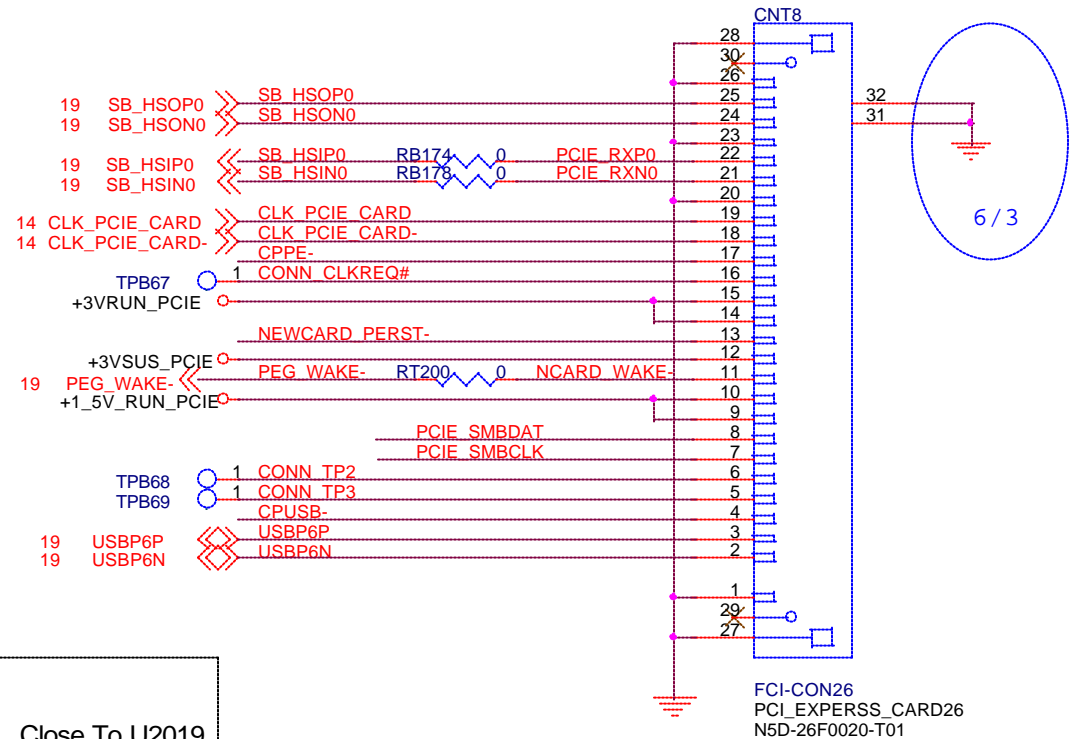 CNT8
28
30
26
19 SB_HSOP0 SB_HSOP0 25 32
19 SB_HSON0 SB_HSON0 24 31
23
19 SB_HSIP0 SB_HSIP0 RB174 0 PCIE_RXP0 22
19 SB_HSIN0 SB_HSIN0 RB178 0 PCIE_RXN0 21
20
6/3
14 CLK_PCIE_CARD CLK_PCIE_CARD 19
14 CLK_PCIE_CARD- CLK_PCIE_CARD- 18
CPPE- 17
TPB67 1 CONN_CLKREQ# 16
+3VRUN_PCIE 15
14
NEWCARD_PERST- 13
+3VSUS_PCIE 12
19 PEG_WAKE- PEG_WAKE- RT200 0 NCARD_WAKE- 11
+1_5V_RUN_PCIE 10
9
PCIE_SMBDAT 8
PCIE_SMBCLK 7
TPB68 1 CONN_TP2 6
TPB69 1 CONN_TP3 5
CPUSB- 4
19 USBP6P USBP6P 3
19 USBP6N USBP6N 2
1
29
27
FCI-CON26
PCI_EXPERSS_CARD26
N5D-26F0020-T01
Close To U2019